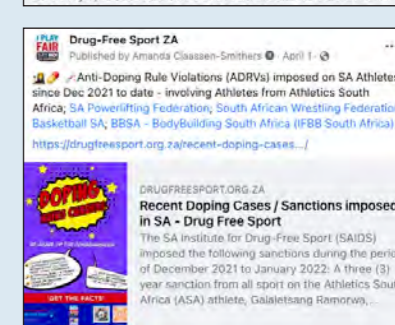 I PLAY
FAIR
Drug-Free Sport ZA
Published by Amanda Claassen-Smithers · April 1 ·
Anti-Doping Rule Violations (ADRVs) imposed on SA Athletes
since Dec 2021 to date - involving Athletes from Athletics South
Africa; SA Powerlifting Federation; South African Wrestling Federation
Basketball SA; BBSA - BodyBuilding South Africa (IFBB South Africa)
https://drugfreesport.org.za/recent-doping-cases.../
DOPING
GET THE FACTS!
DRUGFREESPORT.ORG.ZA
Recent Doping Cases / Sanctions imposed
in SA - Drug Free Sport
The SA Institute for Drug-Free Sport (SAIDS)
imposed the following sanctions during the period
of December 2021 to January 2022: A three (3)
year sanction from all sport on the Athletics South
Africa (ASA) athlete, Galaletsang Ramorwa,...